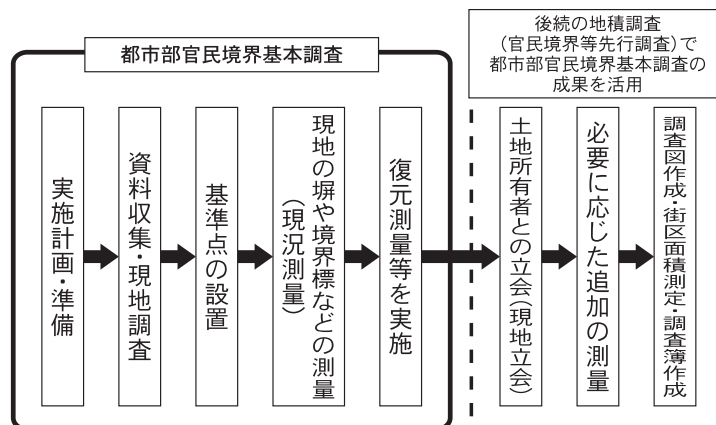 都市部官民境界基本調査
後続の地積調査
(官民境界等先行調査)で
都市部官民境界基本調査の
成果を活用
実施計画・準備
資料収集・現地調査
基準点の設置
現地の塀や境界標などの測量
(現況測量)
復元測量等を実施
土地所有者との立会(現地立会)
必要に応じた追加の測量
調査図作成・街区面積測定・調査簿作成